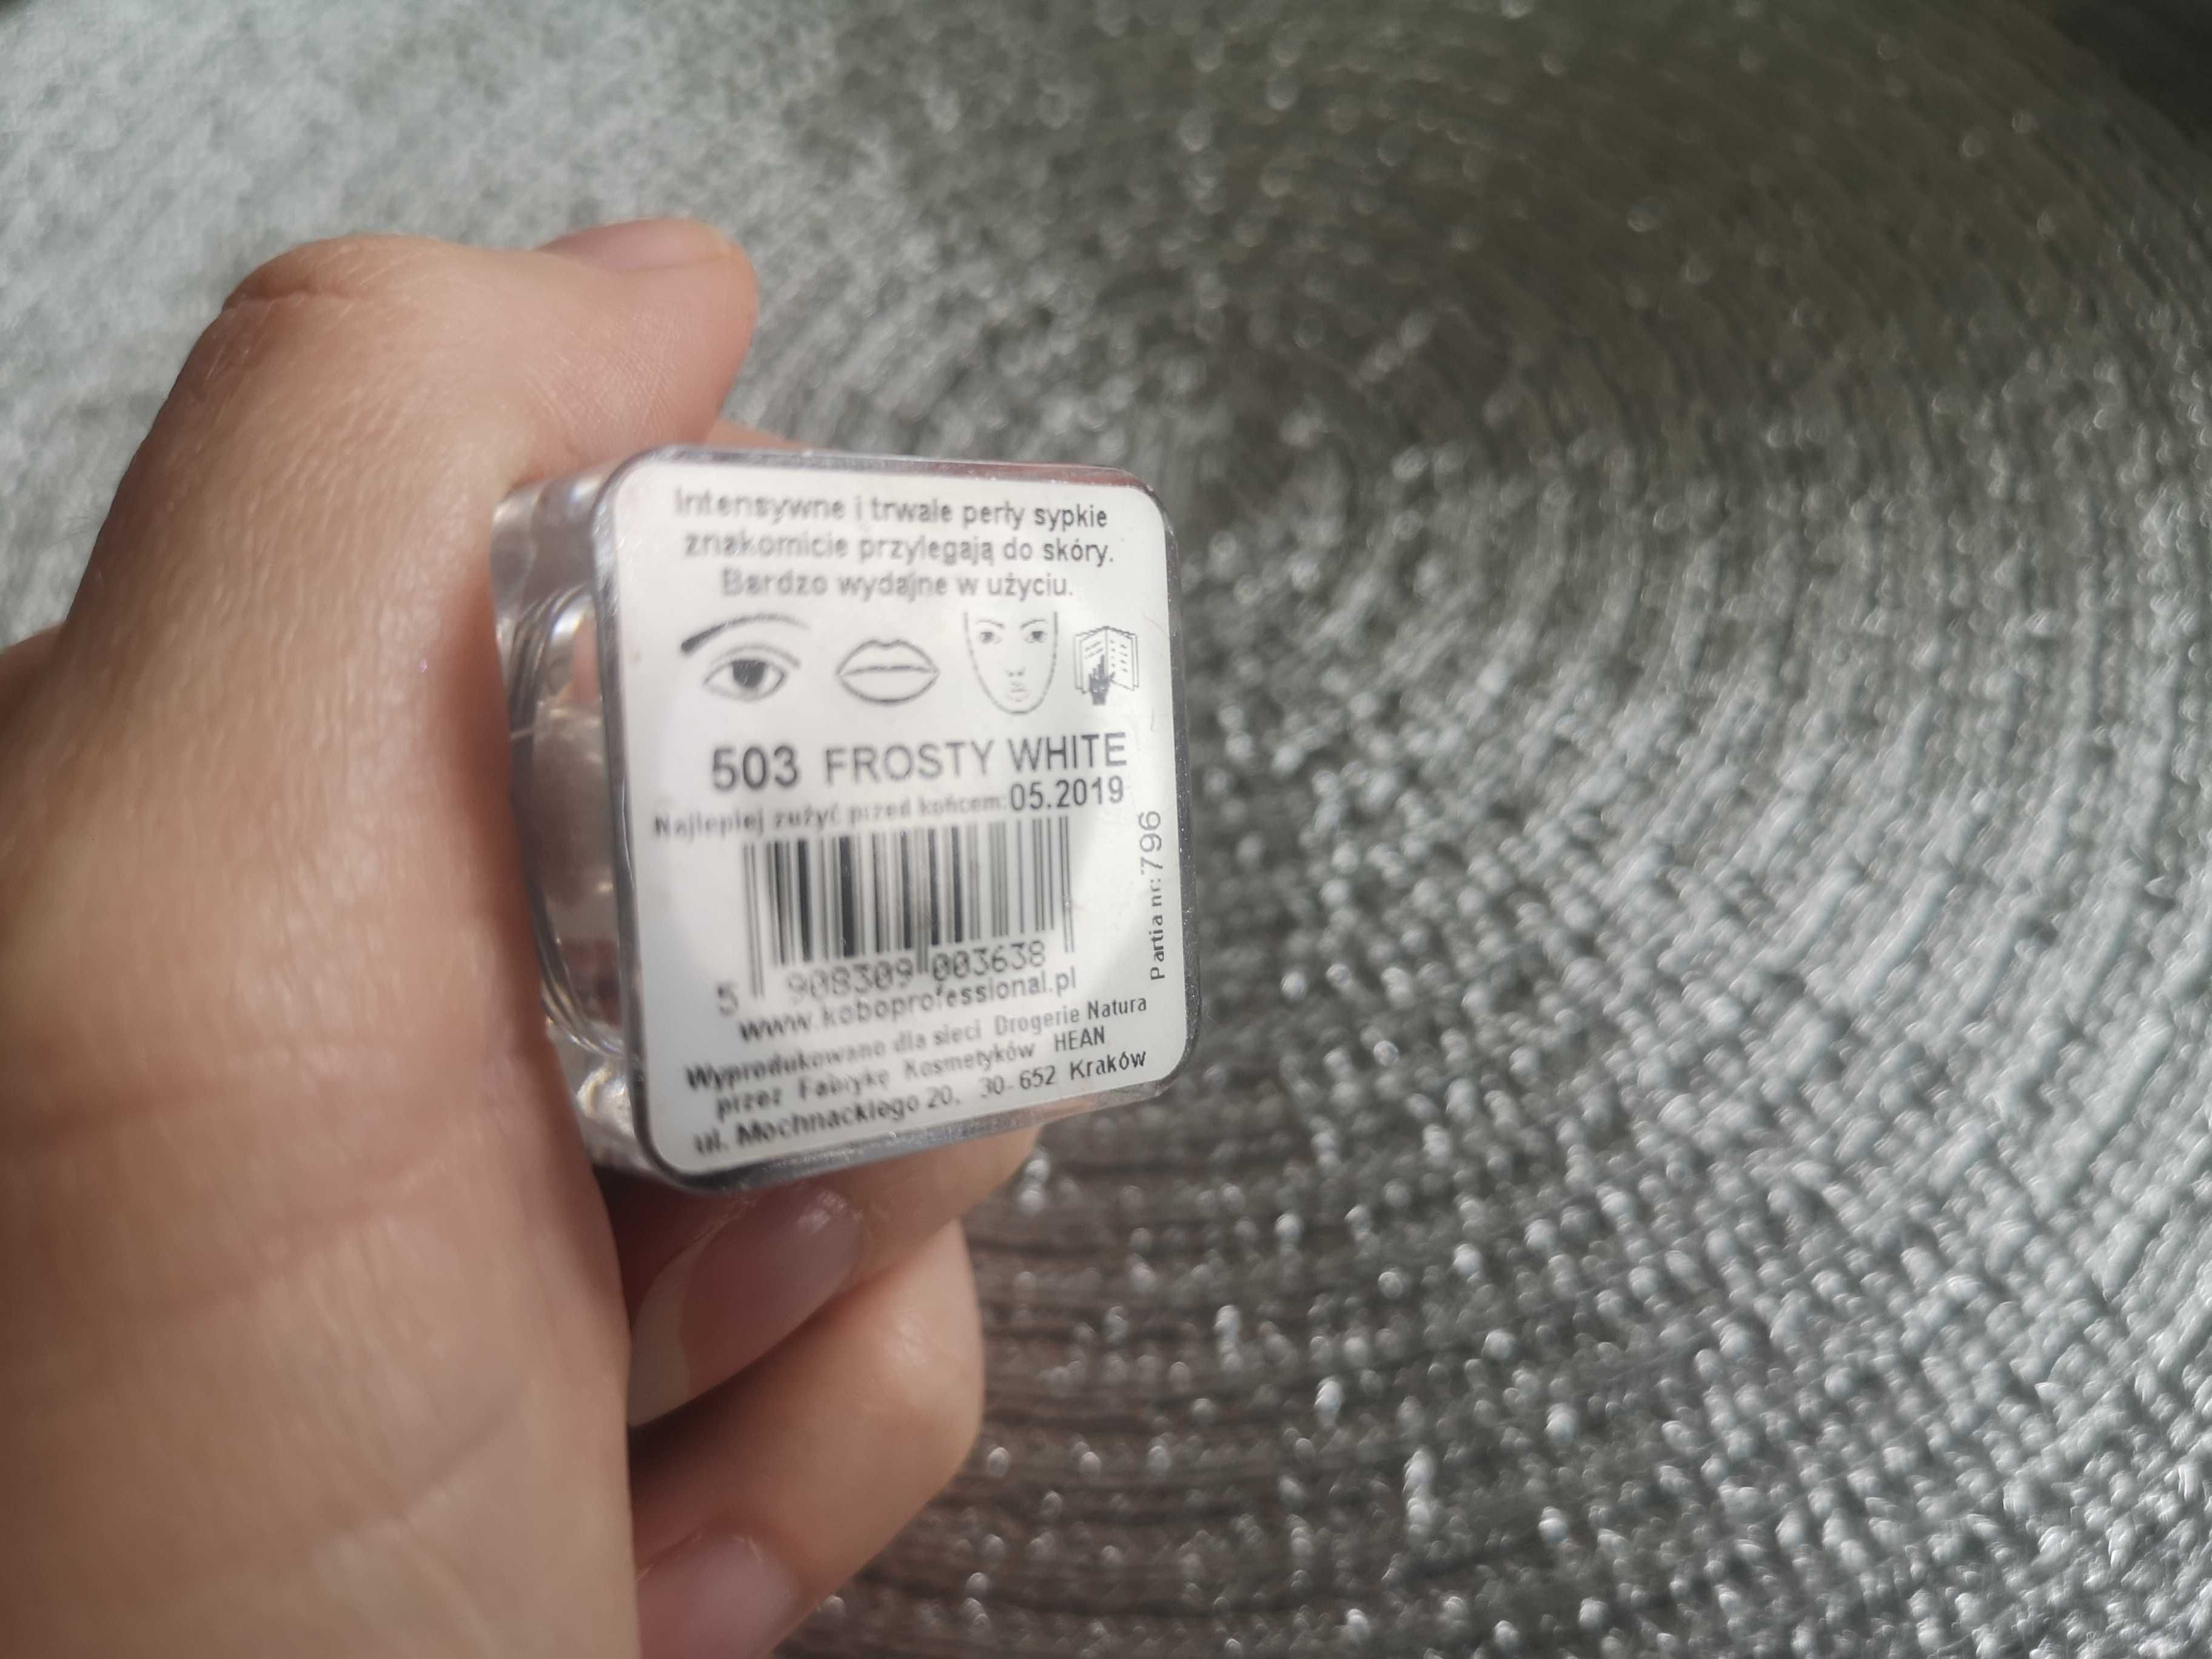 Intensywne i trwałe perły sypkie
znakomicie przylegają do skóry.
Bardzo wydajne w użyciu.
503 FROSTY WHITE
Najlepiej zużyć przed końcem: 05.2019
5 908309 003638
www.koboprofessional.pl
Wyprodukowano dla sieci Drogerie Natura
przez Fabrykę Kosmetyków HEAN
ul. Mochnackiego 20, 30-652 Kraków
Partia nr: 796